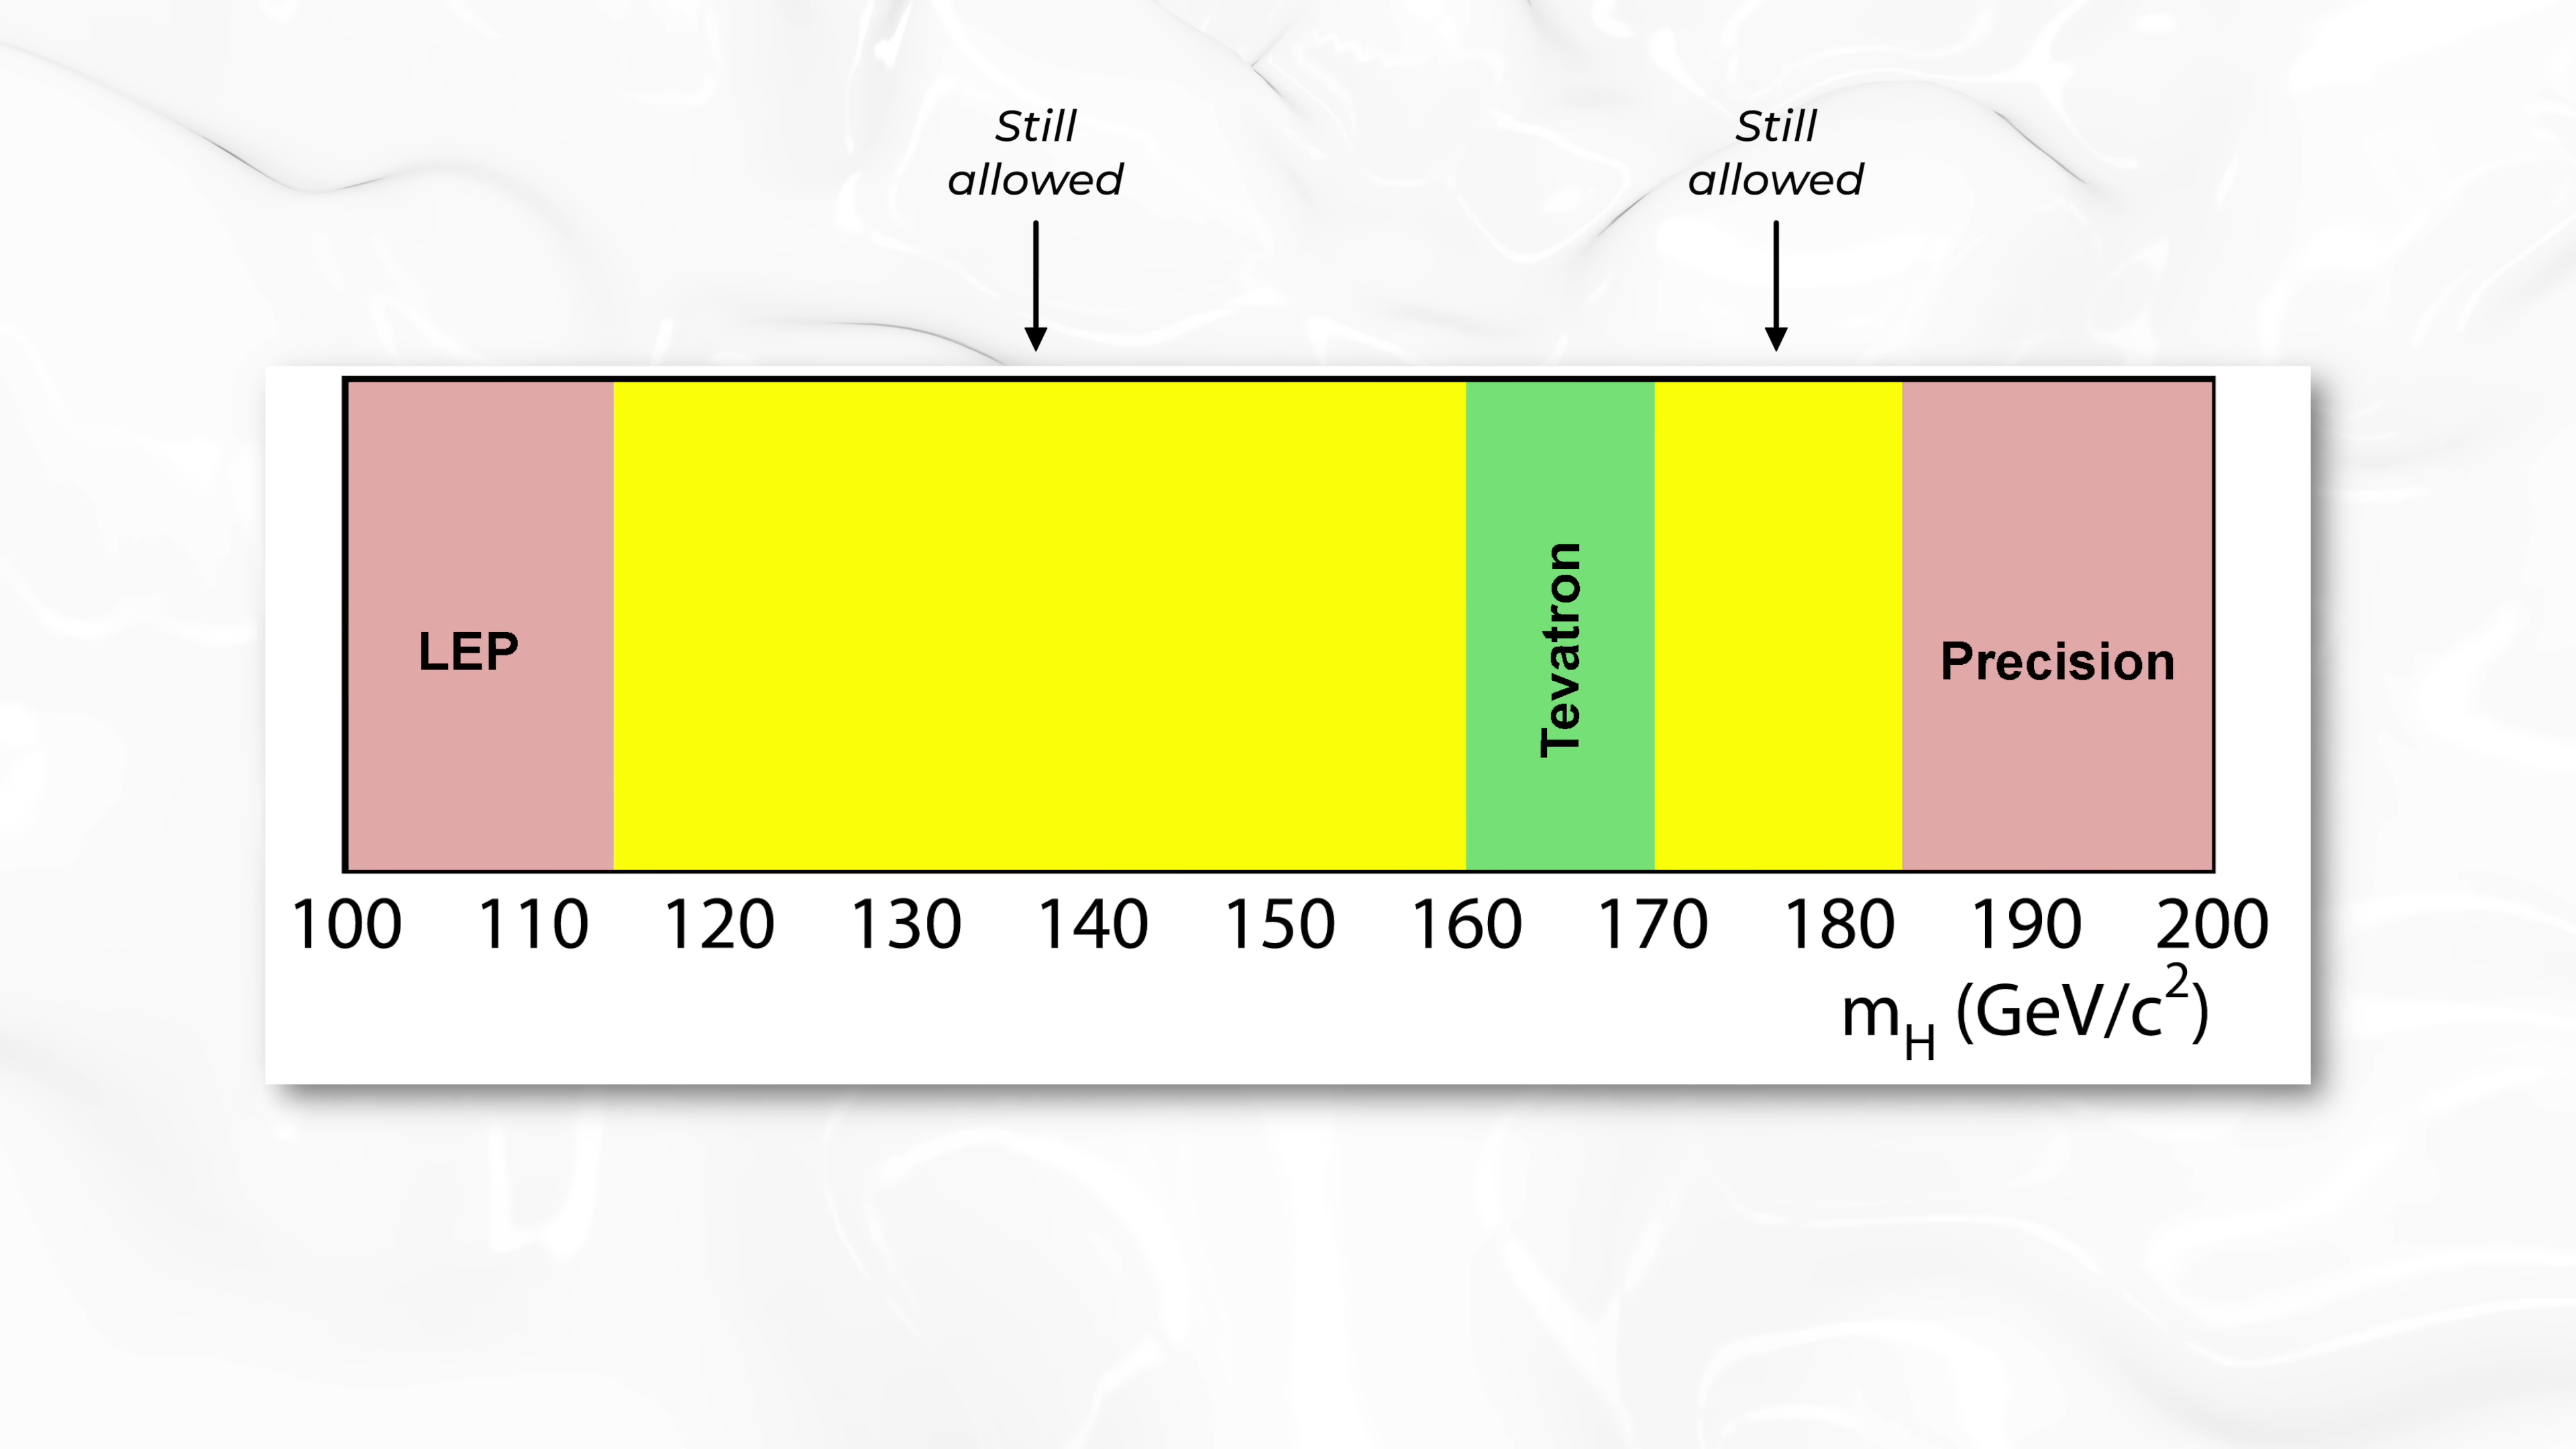 Still
allowed
Still
allowed
LEP
Tevatron
Precision
100 110 120 130 140 150 160 170 180 190 200
m_H (GeV/c²)